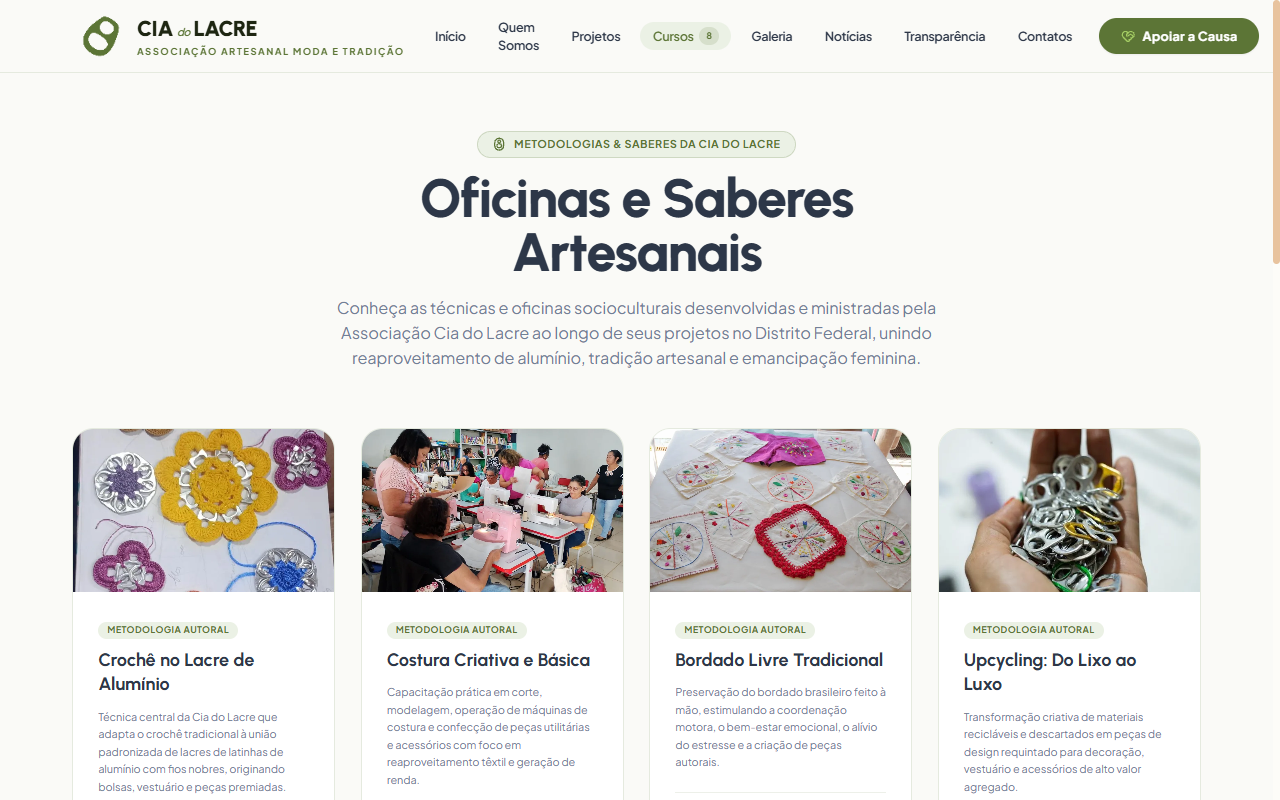 CIA do LACRE
ASSOCIAÇÃO ARTESANAL MODA E TRADIÇÃO
Início
Quem
Somos
Projetos
Cursos 8
Galeria
Notícias
Transparência
Contatos
Apoiar a Causa
METODOLOGIAS & SABERES DA CIA DO LACRE
Oficinas e Saberes
Artesanais
Conheça as técnicas e oficinas socioculturais desenvolvidas e ministradas pela
Associação Cia do Lacre ao longo de seus projetos no Distrito Federal, unindo
reaproveitamento de alumínio, tradição artesanal e emancipação feminina.
METODOLOGIA AUTORAL
Crochê no Lacre de
Alumínio
Técnica central da Cia do Lacre que
adapta o crochê tradicional à união
padronizada de lacres de latinhas de
alumínio com fios nobres, originando
bolsas, vestuário e peças premiadas.
METODOLOGIA AUTORAL
Costura Criativa e Básica
Capacitação prática em corte,
modelagem, operação de máquinas de
costura e confecção de peças utilitárias
e acessórios com foco em
reaproveitamento têxtil e geração de
renda.
METODOLOGIA AUTORAL
Bordado Livre Tradicional
Preservação do bordado brasileiro feito à
mão, estimulando a coordenação
motora, o bem-estar emocional, o alívio
do estresse e a criação de peças
autorais.
METODOLOGIA AUTORAL
Upcycling: Do Lixo ao
Luxo
Transformação criativa de materiais
recicláveis e descartados em peças de
design requintado para decoração,
vestuário e acessórios de alto valor
agregado.